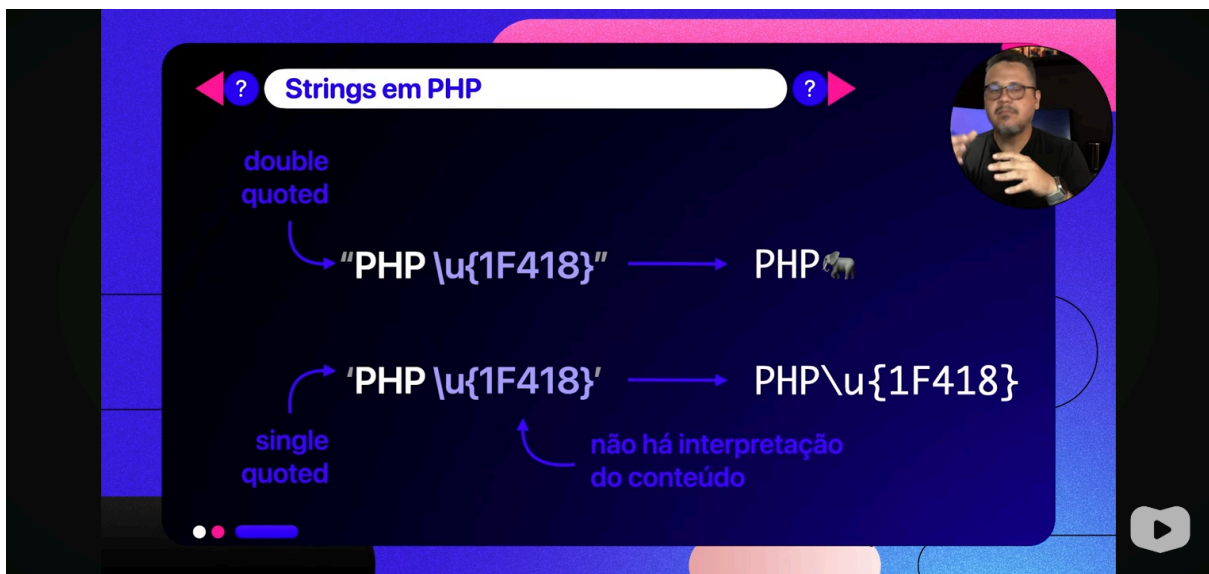 ? Strings em PHP ?
double
quoted
"PHP \u{1F418}" PHP🐘
'PHP \u{1F418}' PHP\u{1F418}
single
quoted
não há interpretação
do conteúdo